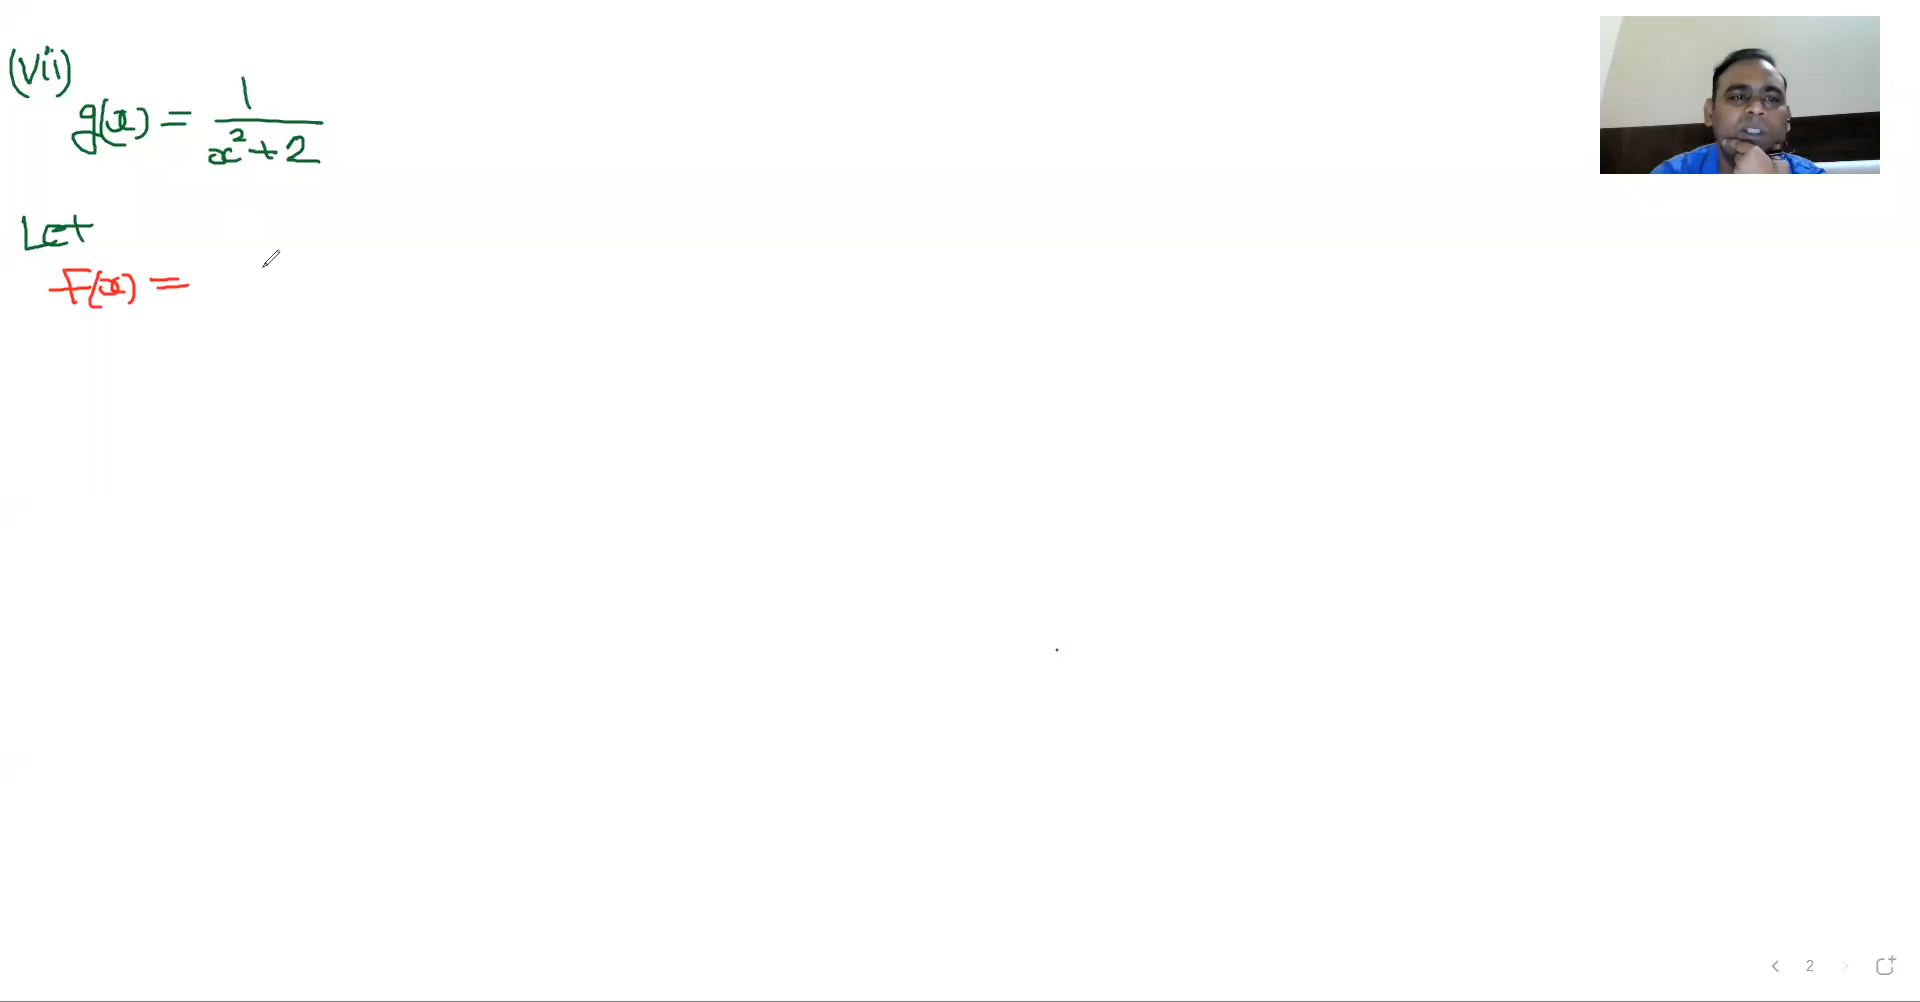 (vii)
g(x) = 1/(x²+2)
Let
f(x) =
2